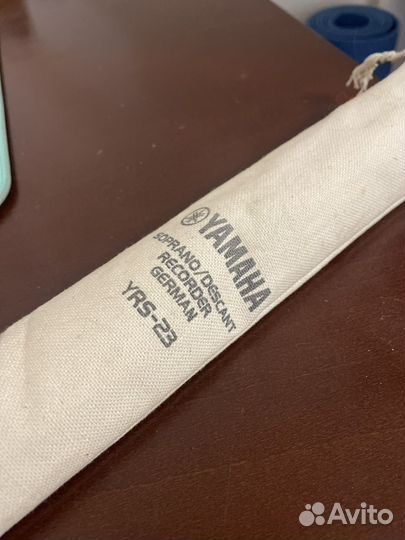 YAMAHA
SOPRANO/DESCANT
RECORDER
GERMAN
YRS-23
Avito